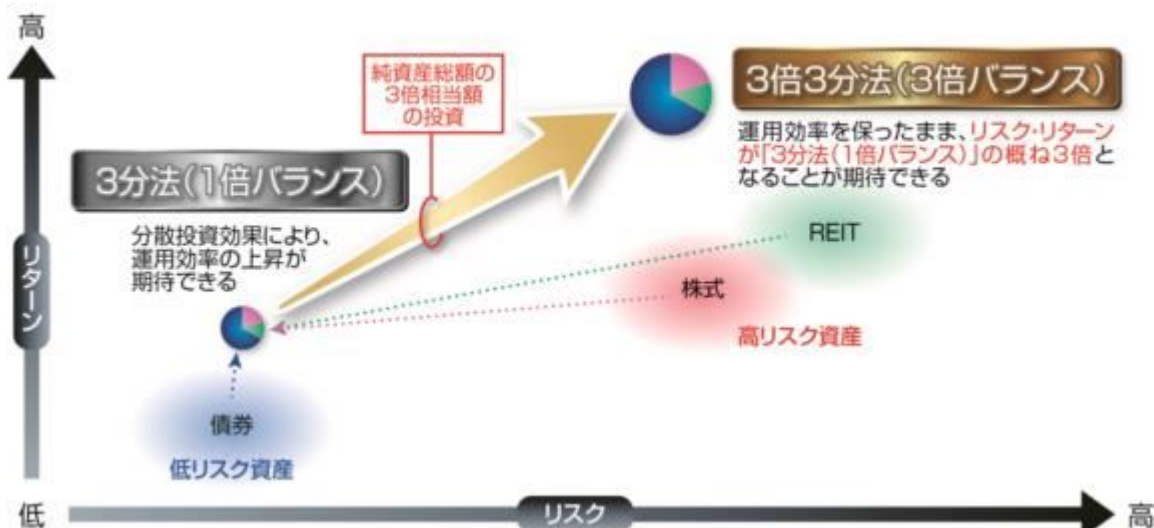 高
純資産総額の
3倍相当額
の投資
3倍3分法(3倍バランス)
運用効率を保ったまま、リスク・リターン
が「3分法(1倍バランス)」の概ね3倍と
なることが期待できる
3分法(1倍バランス)
分散投資効果により、
運用効率の上昇が
期待できる
REIT
株式
高リスク資産
リターン
債券
低リスク資産
低
リスク
高